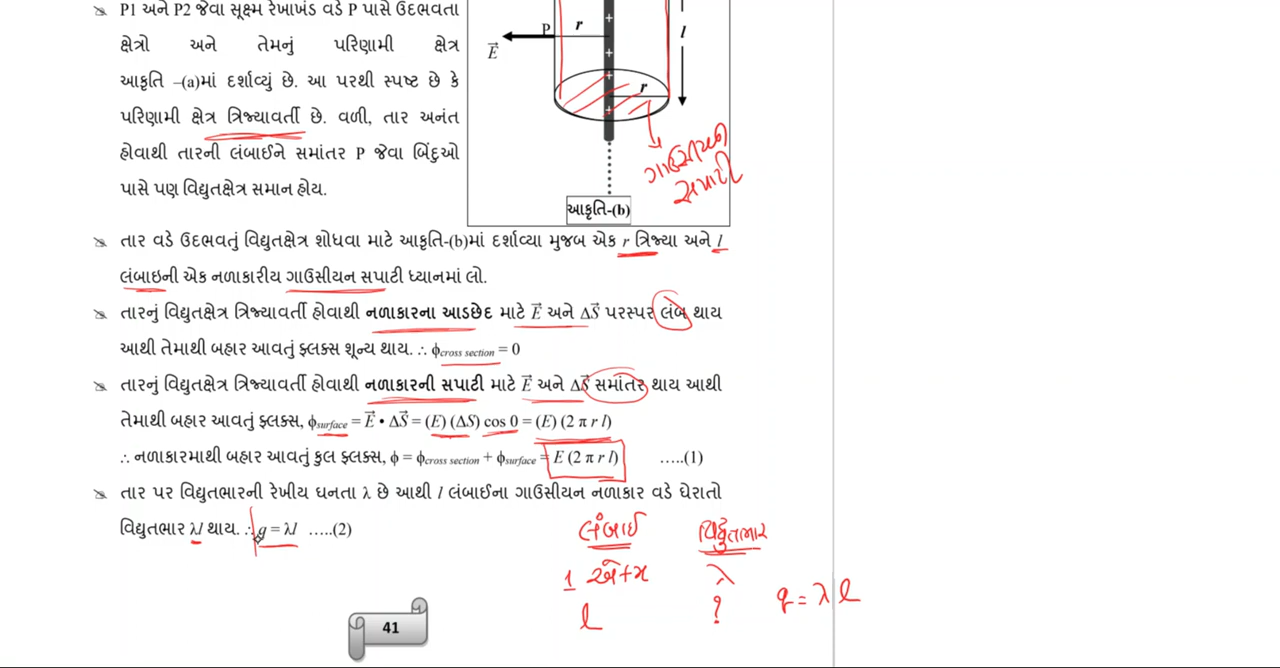 P1 અને P2 જેવા સૂક્ષ્મ રેખાખંડ વડે P પાસે ઉદભવતા
ક્ષેત્રો અને તેમનું પરિણામી ક્ષેત્ર
આકૃતિ –(a)માં દર્શાવ્યું છે. આ પરથી સ્પષ્ટ છે કે
પરિણામી ક્ષેત્ર ત્રિજ્યાવર્તી છે. વળી, તાર અનંત
હોવાથી તારની લંબાઈને સમાંતર P જેવા બિંદુઓ
પાસે પણ વિદ્યુતક્ષેત્ર સમાન હોય.
+
P r l
E⃗ +
+
r
+
ગાઉસીયન
સપાટી
આકૃતિ-(b)
તાર વડે ઉદભવતું વિદ્યુતક્ષેત્ર શોધવા માટે આકૃતિ-(b)માં દર્શાવ્યા મુજબ એક r ત્રિજ્યા અને l
લંબાઇની એક નળાકારીય ગાઉસીયન સપાટી ધ્યાનમાં લો.
તારનું વિદ્યુતક્ષેત્ર ત્રિજ્યાવર્તી હોવાથી નળાકારના આડછેદ માટે E⃗ અને ΔS⃗ પરસ્પર લંબ થાય
આથી તેમાથી બહાર આવતું ફ્લક્સ શૂન્ય થાય. ∴ ϕcross section = 0
તારનું વિદ્યુતક્ષેત્ર ત્રિજ્યાવર્તી હોવાથી નળાકારની સપાટી માટે E⃗ અને ΔS⃗ સમાંતર થાય આથી
તેમાથી બહાર આવતું ફ્લક્સ, ϕsurface = E⃗ • ΔS⃗ = (E) (ΔS) cos 0 = (E) (2 π r l)
∴ નળાકારમાથી બહાર આવતું કુલ ફ્લક્સ, ϕ = ϕcross section + ϕsurface = E (2 π r l) .....(1)
તાર પર વિદ્યુતભારની રેખીય ઘનતા λ છે આથી l લંબાઈના ગાઉસીયન નળાકાર વડે ઘેરાતો
વિદ્યુતભાર λl થાય. ∴ q = λl .....(2)
લંબાઈ વિદ્યુતભાર
1 એકમ λ
l ? q = λ l
41